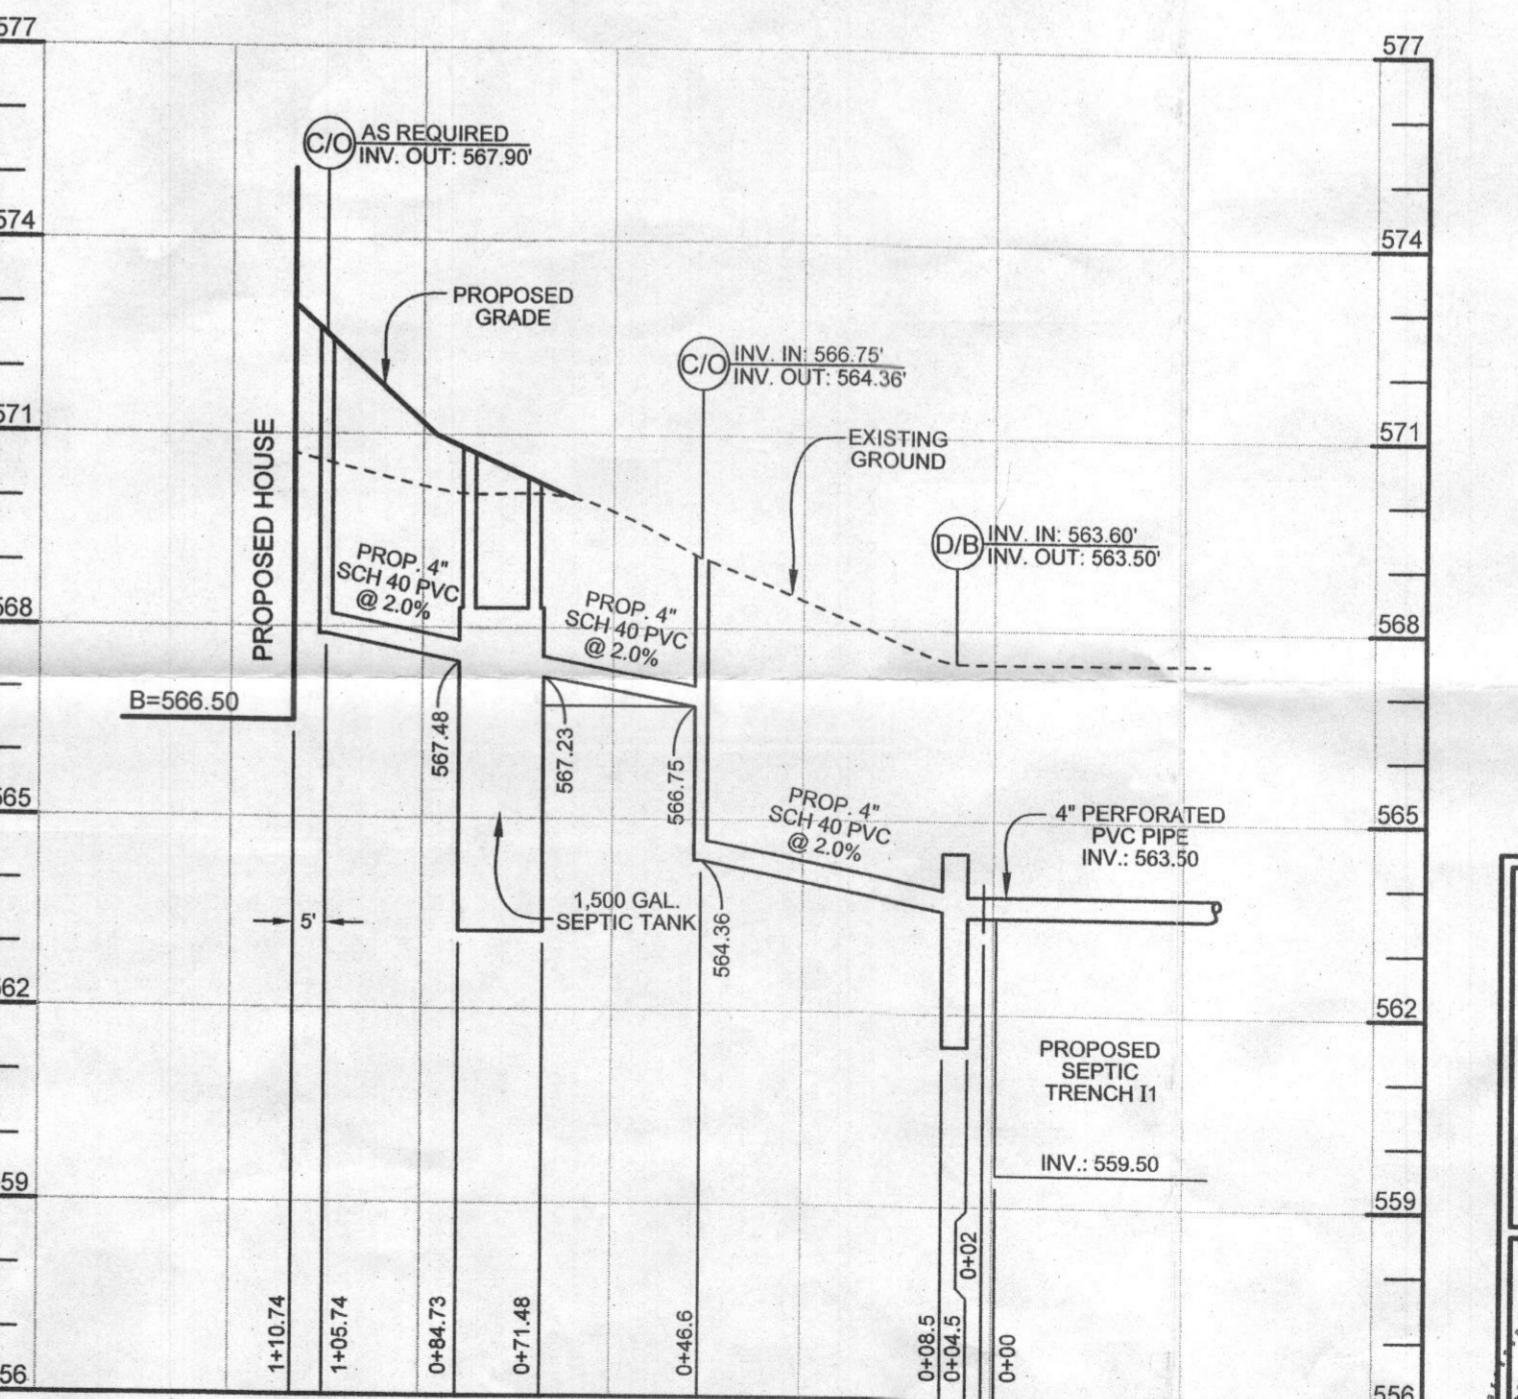 577
577
C/O
AS REQUIRED
INV. OUT: 567.90'
574
574
PROPOSED
GRADE
C/O
INV. IN: 566.75'
INV. OUT: 564.36'
571
571
EXISTING
GROUND
PROPOSED HOUSE
D/B
INV. IN: 563.60'
INV. OUT: 563.50'
PROP. 4"
SCH 40 PVC
@ 2.0%
PROP. 4"
SCH 40 PVC
@ 2.0%
568
568
B=566.50
567.48
567.23
566.75
PROP. 4"
SCH 40 PVC
@ 2.0%
565
565
4" PERFORATED
PVC PIPE
INV.: 563.50
5'
1,500 GAL.
SEPTIC TANK
564.36
562
562
PROPOSED
SEPTIC
TRENCH I1
INV.: 559.50
59
559
1+10.74
1+05.74
0+84.73
0+71.48
0+46.6
0+08.5
0+04.5
0+02
0+00
56
556